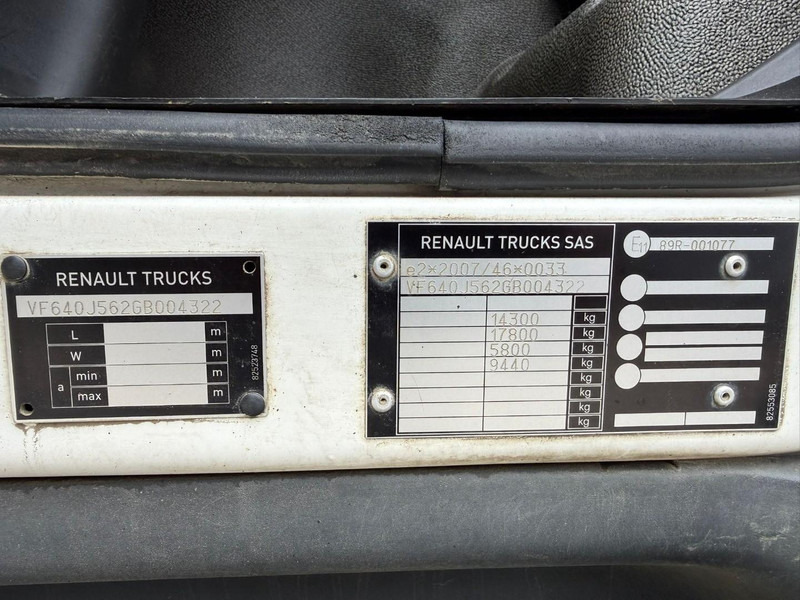 RENAULT TRUCKS
VF640J562GB004322
L m
W m
a min m
max m
82523748
RENAULT TRUCKS SAS
e2*2007/46*0033
VF640J562GB004322
14300 kg
17800 kg
5800 kg
9440 kg
kg
kg
kg
kg
E11 89R-001077
82553085